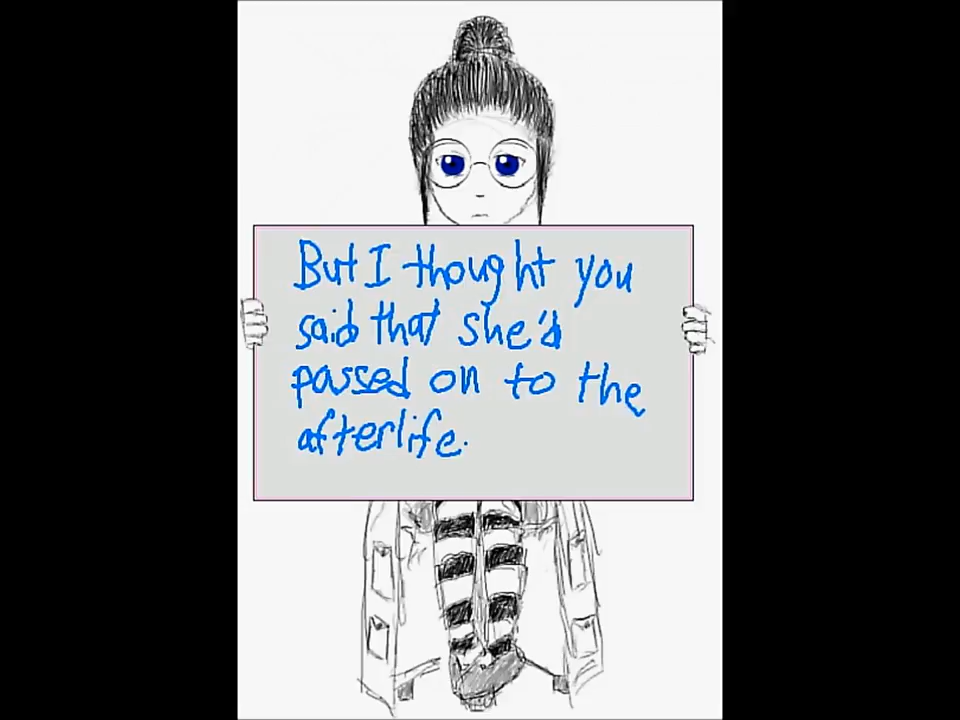 But I thought you
said that she'd
passed on to the
afterlife.